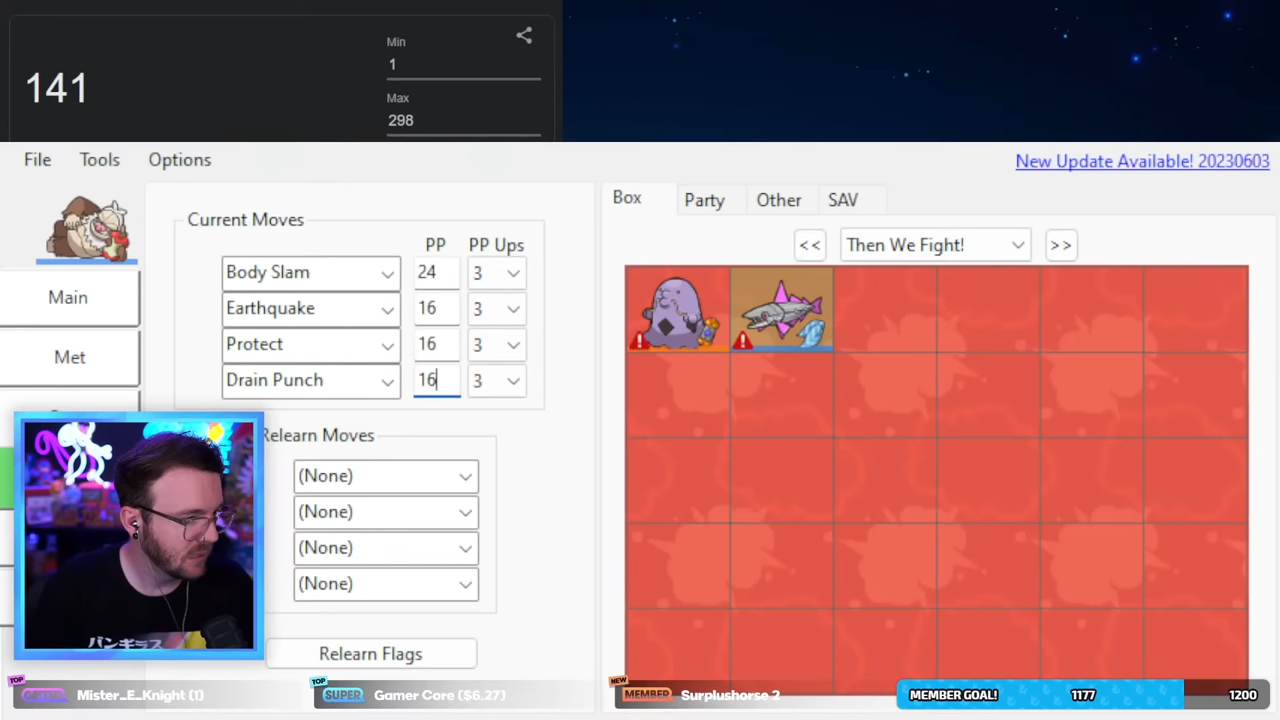 141
Min
1
Max
298
File Tools Options
New Update Available! 20230603
Box Party Other SAV
<< Then We Fight! >>
Current Moves
PP PP Ups
Body Slam 24 3
Earthquake 16 3
Protect 16 3
Drain Punch 16 3
Main
Met
Relearn Moves
(None)
(None)
(None)
(None)
Relearn Flags
バンギラス
TOP Mister_E_Knight (1)
TOP SUPER Gamer Core ($6.27)
NEW MEMBER Surplushorse 2
MEMBER GOAL! 1177 1200